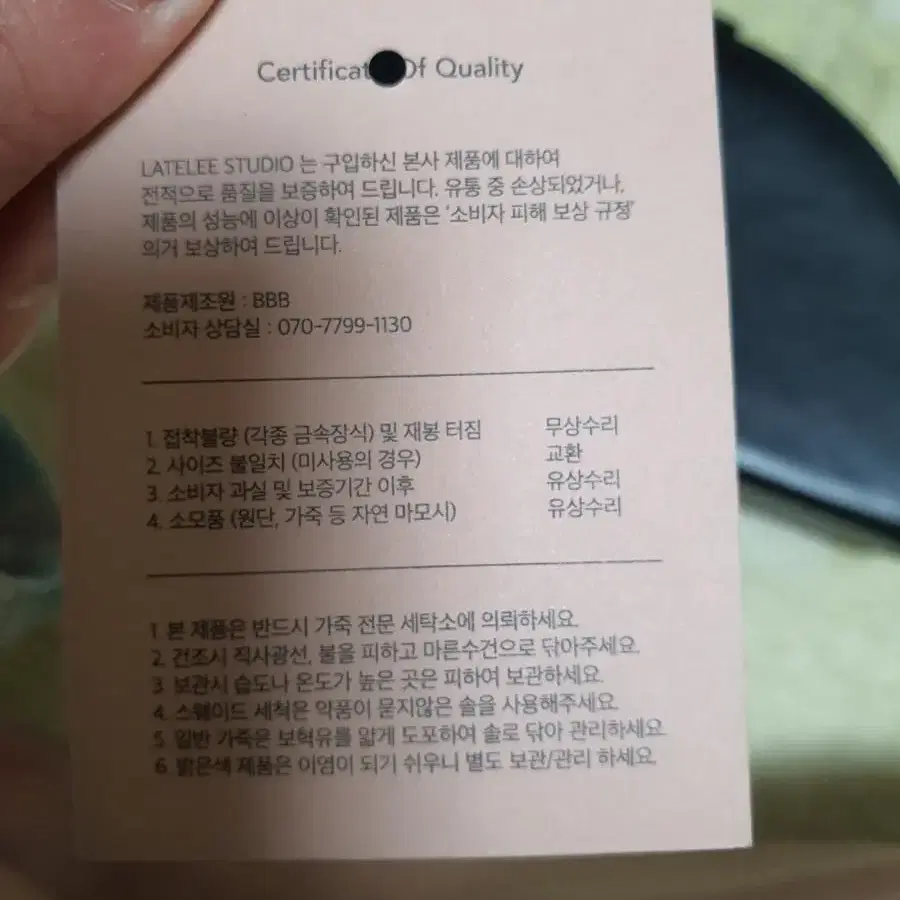 Certificate Of Quality
LATELEE STUDIO 는 구입하신 본사 제품에 대하여
전적으로 품질을 보증하여 드립니다. 유통 중 손상되었거나,
제품의 성능에 이상이 확인된 제품은 '소비자 피해 보상 규정'
의거 보상하여 드립니다.
제품제조원 : BBB
소비자 상담실 : 070-7799-1130
1. 접착불량 (각종 금속장식) 및 재봉 터짐 무상수리
2. 사이즈 불일치 (미사용의 경우) 교환
3. 소비자 과실 및 보증기간 이후 유상수리
4. 소모품 (원단, 가죽 등 자연 마모시) 유상수리
1. 본 제품은 반드시 가죽 전문 세탁소에 의뢰하세요.
2. 건조시 직사광선, 불을 피하고 마른수건으로 닦아주세요.
3. 보관시 습도나 온도가 높은 곳은 피하여 보관하세요.
4. 스웨이드 세척은 약품이 묻지않은 솔을 사용해주세요.
5. 일반 가죽은 보혁유를 얇게 도포하여 솔로 닦아 관리하세요
6. 밝은색 제품은 이염이 되기 쉬우니 별도 보관/관리 하세요.